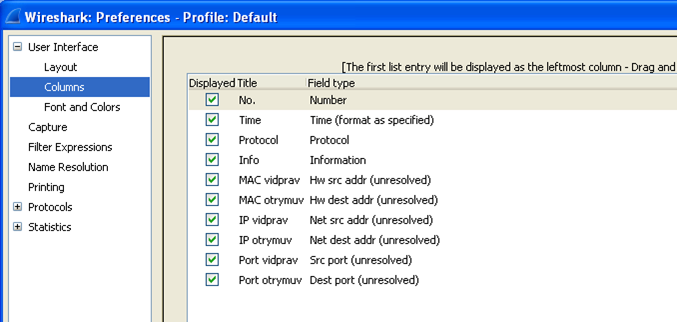 Wireshark: Preferences - Profile: Default
User Interface
Layout
Columns
Font and Colors
Capture
Filter Expressions
Name Resolution
Printing
Protocols
Statistics
[The first list entry will be displayed as the leftmost column - Drag and
Displayed Title Field type
No. Number
Time Time (format as specified)
Protocol Protocol
Info Information
MAC vidprav Hw src addr (unresolved)
MAC otrymuv Hw dest addr (unresolved)
IP vidprav Net src addr (unresolved)
IP otrymuv Net dest addr (unresolved)
Port vidprav Src port (unresolved)
Port otrymuv Dest port (unresolved)